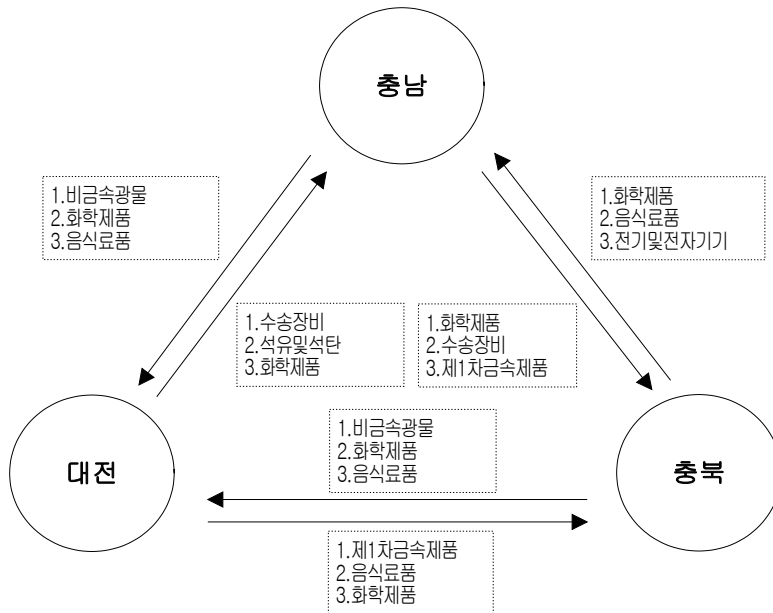 충남
1.비금속광물
2.화학제품
3.음식료품
1.화학제품
2.음식료품
3.전기및전자기기
1.수송장비
2.석유및석탄
3.화학제품
1.화학제품
2.수송장비
3.제1차금속제품
대전
1.비금속광물
2.화학제품
3.음식료품
충북
1.제1차금속제품
2.음식료품
3.화학제품